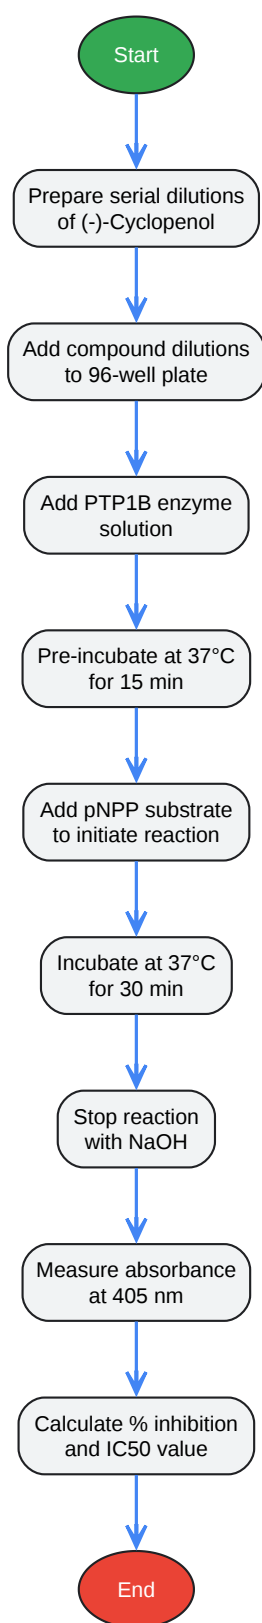 Start
Prepare serial dilutions
of (-)-Cyclopenol
Add compound dilutions
to 96-well plate
Add PTP1B enzyme
solution
Pre-incubate at 37°C
for 15 min
Add pNPP substrate
to initiate reaction
Incubate at 37°C
for 30 min
Stop reaction
with NaOH
Measure absorbance
at 405 nm
Calculate % inhibition
and IC50 value
End